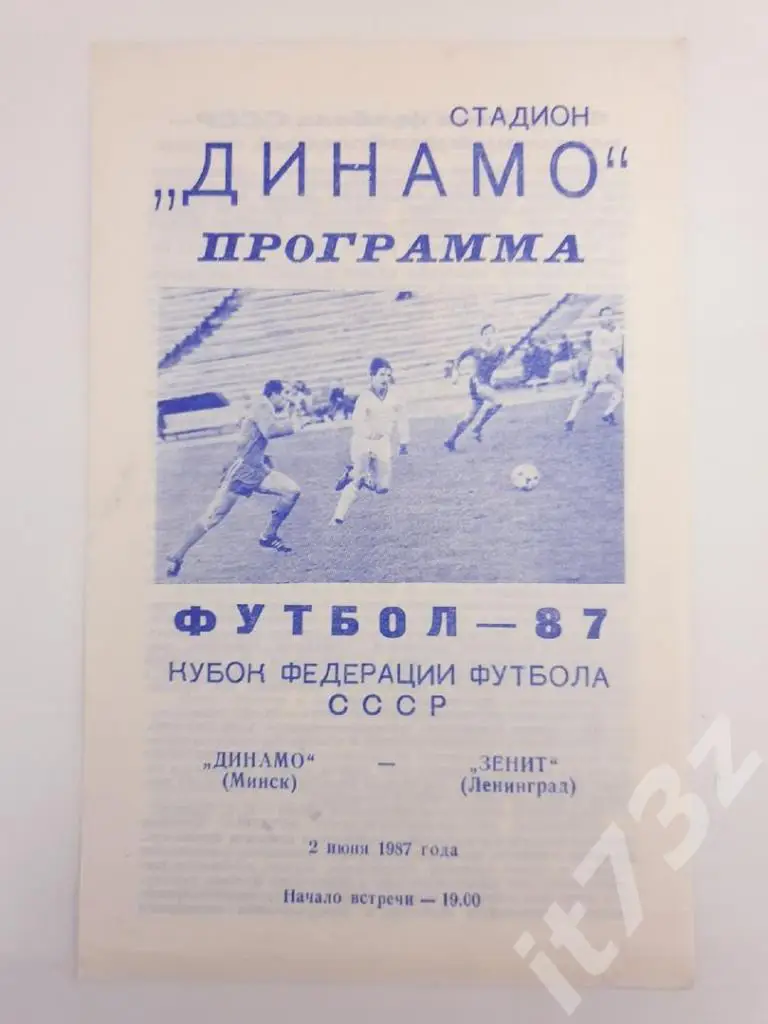 СТАДИОН
„ДИНАМО“
ПРОГРАММА
ФУТБОЛ — 87
КУБОК ФЕДЕРАЦИИ ФУТБОЛА
СССР
„ДИНАМО“ — „ЗЕНИТ“
(Минск) (Ленинград)
2 июня 1987 года
Начало встречи — 19.00
it73z